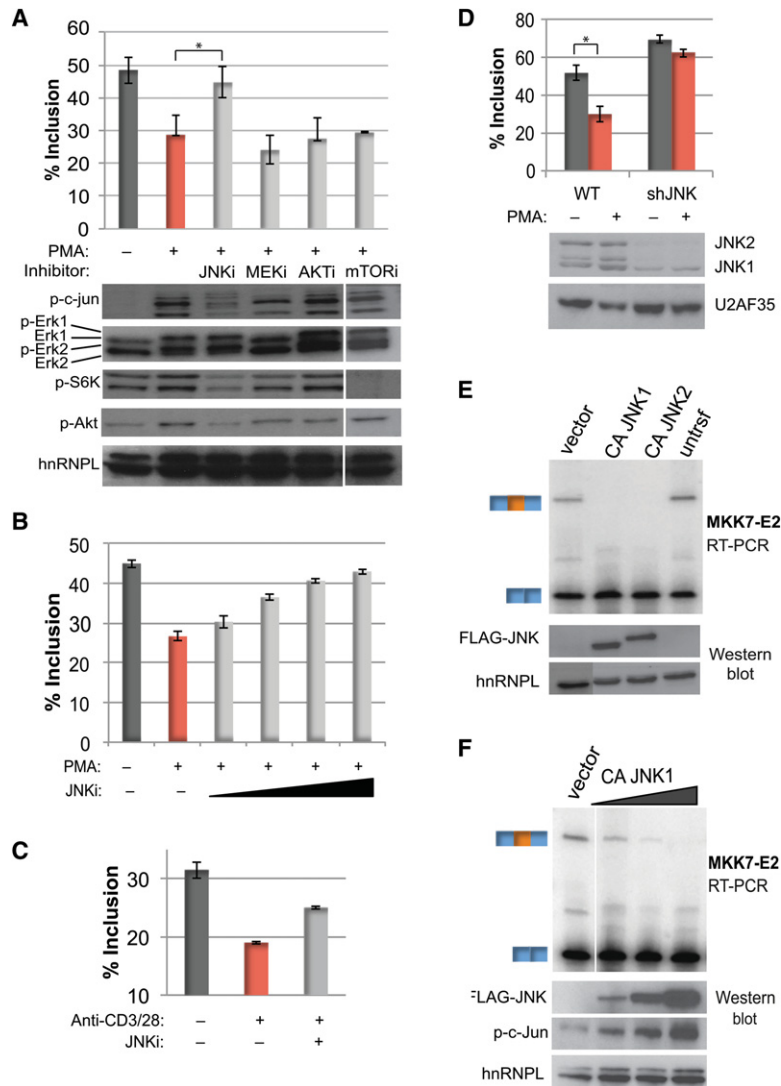 A
% Inclusion
60
50
40
30
20
10
0
*
PMA: – + + + + +
Inhibitor: JNKi MEKi AKTi mTORi
p-c-jun
p-Erk1
Erk1
p-Erk2
Erk2
p-S6K
p-Akt
hnRNPL
B
% Inclusion
50
40
30
20
10
0
PMA: – + + + + +
JNKi: – –
C
% Inclusion
30
20
10
Anti-CD3/28: – + +
JNKi: – – +
D
% Inclusion
80
60
40
20
0
*
WT shJNK
PMA: – + – +
JNK2
JNK1
U2AF35
E
vector CA JNK1 CA JNK2 untrsf
MKK7-E2
RT-PCR
FLAG-JNK
hnRNPL
Western
blot
F
vector CA JNK1
MKK7-E2
RT-PCR
FLAG-JNK
p-c-Jun
hnRNPL
Western
blot